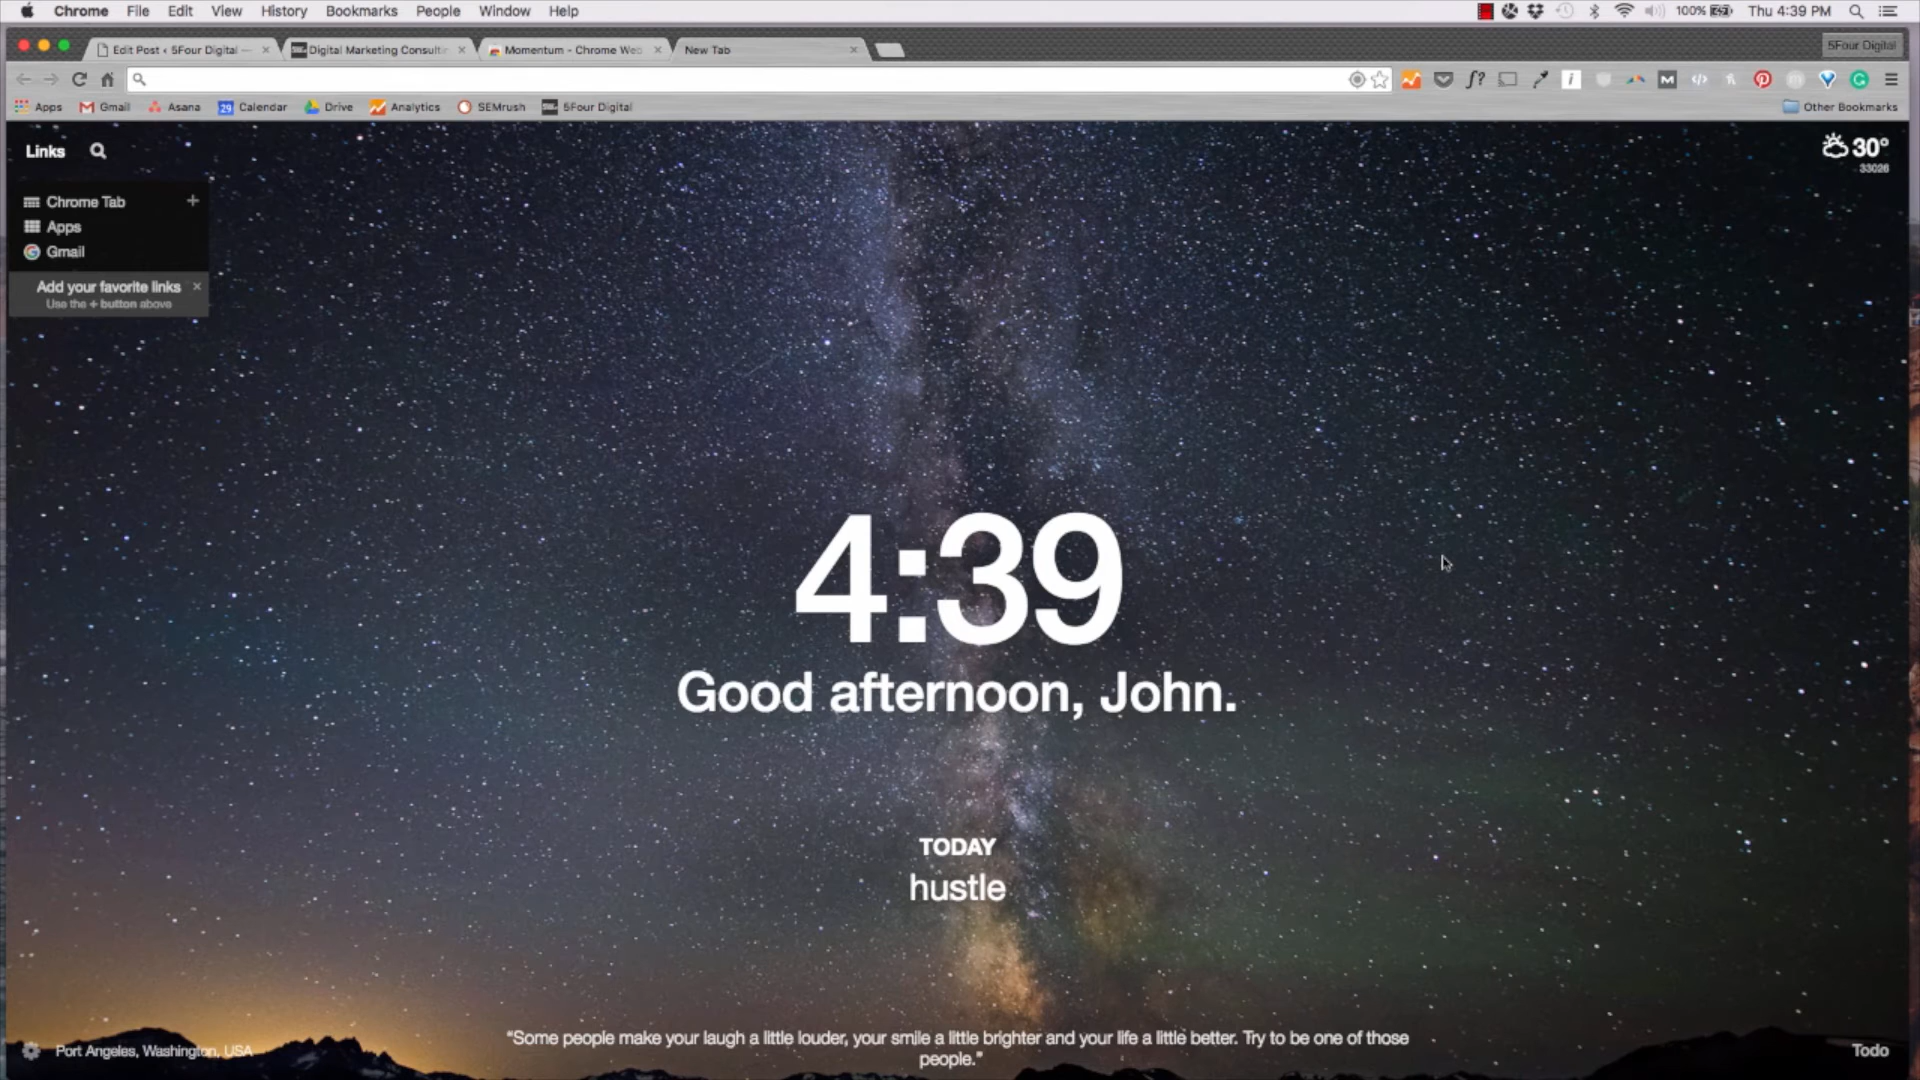 Chrome File Edit View History Bookmarks People Window Help 100% Thu 4:39 PM
Edit Post ‹ 5Four Digital — Digital Marketing Consultin Momentum - Chrome Web New Tab 5Four Digital
Apps Gmail Asana 29 Calendar Drive Analytics SEMrush 5Four Digital Other Bookmarks
Links 30°
33026
Chrome Tab +
Apps
Gmail
Add your favorite links ×
Use the + button above
4:39
Good afternoon, John.
TODAY
hustle
“Some people make your laugh a little louder, your smile a little brighter and your life a little better. Try to be one of those
people.”
Port Angeles, Washington, USA Todo